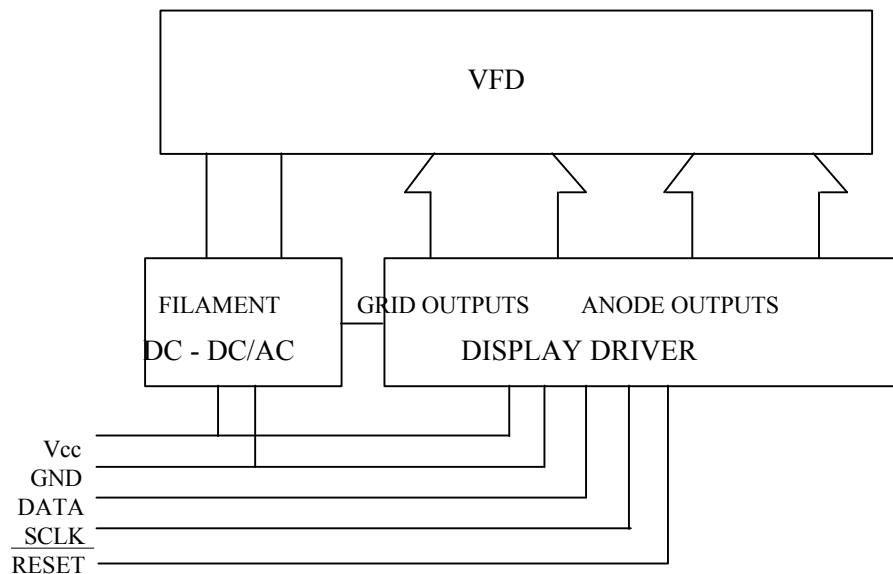 VFD
FILAMENT GRID OUTPUTS ANODE OUTPUTS
DC - DC/AC DISPLAY DRIVER
Vcc
GND
DATA
SCLK
RESET